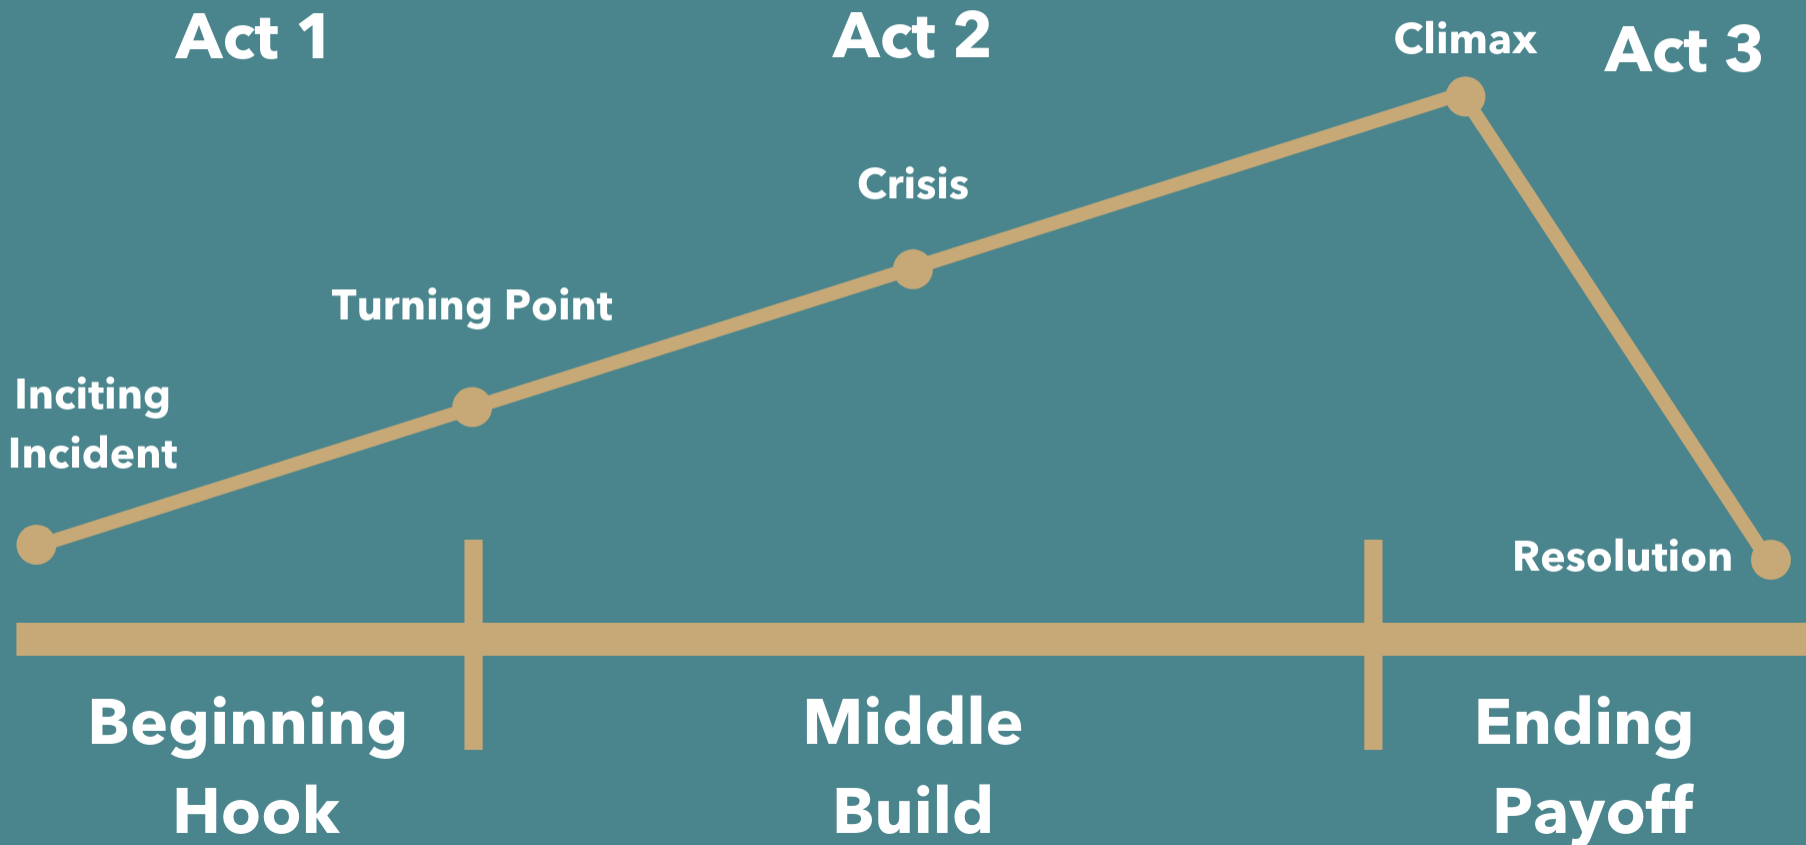 Act 1
Act 2
Climax
Act 3
Crisis
Turning Point
Inciting
Incident
Resolution
Beginning
Hook
Middle
Build
Ending
Payoff